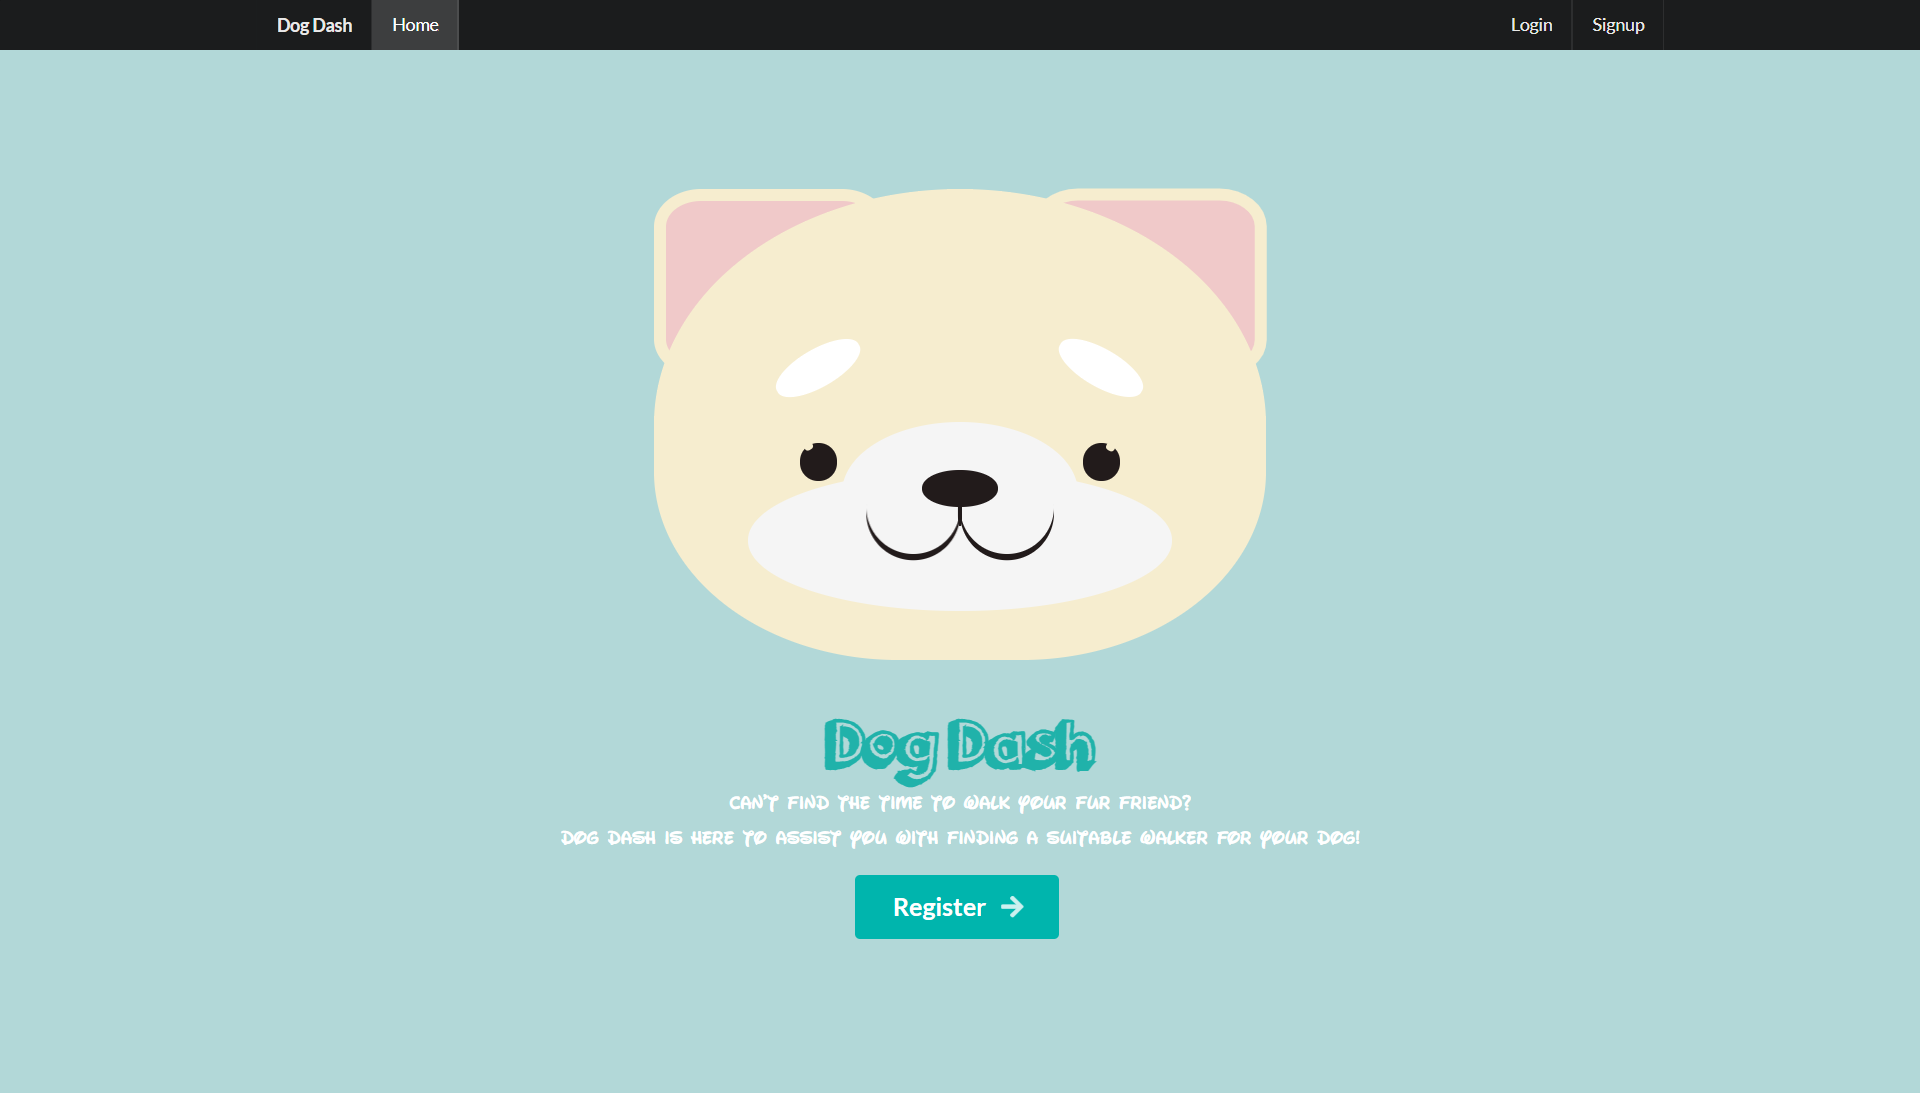 Dog Dash Home Login Signup
Dog Dash
CAN'T FIND THE TIME TO WALK YOUR FUR FRIEND?
DOG DASH IS HERE TO ASSIST YOU WITH FINDING A SUITABLE WALKER FOR YOUR DOG!
Register